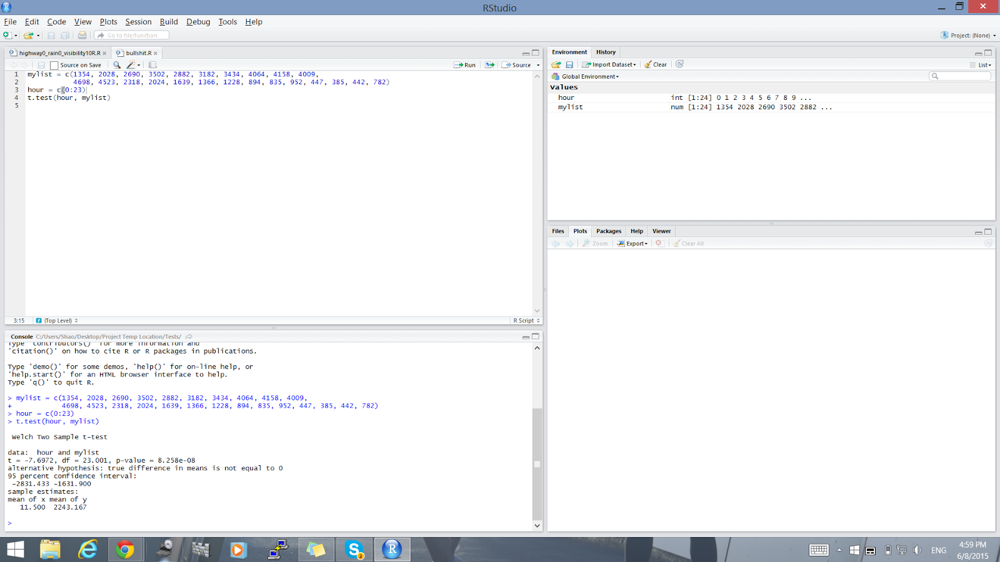 RStudio
File Edit Code View Plots Session Build Debug Tools Help
Go to file/function
Project: (None)
highway0_rain0_visibility10R.R
bullshit.R
Source on Save
Run
Source
1 mylist = c(1354, 2028, 2690, 3502, 2882, 3182, 3434, 4064, 4158, 4009,
2 4698, 4523, 2318, 2024, 1639, 1366, 1228, 894, 835, 952, 447, 385, 442, 782)
3 hour = c(0:23)
4 t.test(hour, mylist)
5
3:15 (Top Level) R Script
Console C:/Users/Shao/Desktop/Project Temp Location/Tests/
Type 'contributors()' for more information and
'citation()' on how to cite R or R packages in publications.
Type 'demo()' for some demos, 'help()' for on-line help, or
'help.start()' for an HTML browser interface to help.
Type 'q()' to quit R.
> mylist = c(1354, 2028, 2690, 3502, 2882, 3182, 3434, 4064, 4158, 4009,
+ 4698, 4523, 2318, 2024, 1639, 1366, 1228, 894, 835, 952, 447, 385, 442, 782)
> hour = c(0:23)
> t.test(hour, mylist)
Welch Two Sample t-test
data: hour and mylist
t = -7.6972, df = 23.001, p-value = 8.258e-08
alternative hypothesis: true difference in means is not equal to 0
95 percent confidence interval:
-2831.433 -1631.900
sample estimates:
mean of x mean of y
11.500 2243.167
>
Environment History
Import Dataset Clear List
Global Environment
Values
hour int [1:24] 0 1 2 3 4 5 6 7 8 9 ...
mylist num [1:24] 1354 2028 2690 3502 2882 ...
Files Plots Packages Help Viewer
Zoom Export Clear All
2
ENG
4:59 PM
6/8/2015